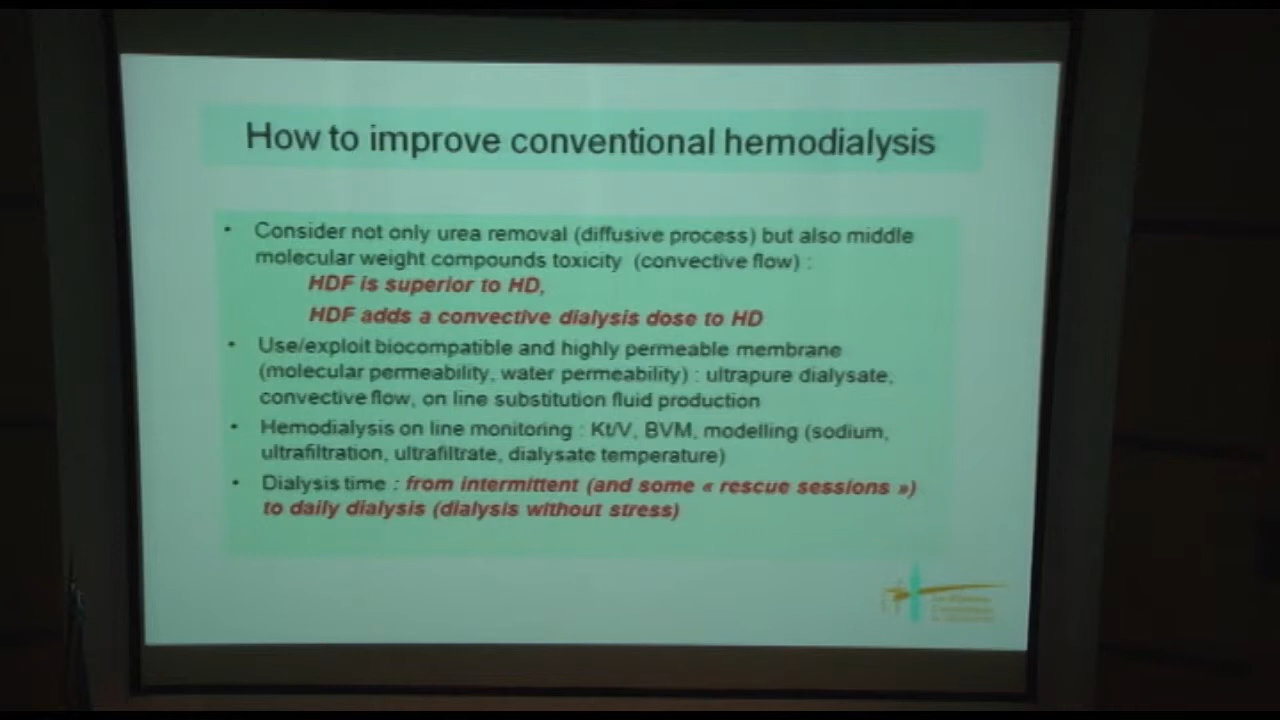 How to improve conventional hemodialysis
• Consider not only urea removal (diffusive process) but also middle
molecular weight compounds toxicity (convective flow) :
HDF is superior to HD,
HDF adds a convective dialysis dose to HD
• Use/exploit biocompatible and highly permeable membrane
(molecular permeability, water permeability) : ultrapure dialysate,
convective flow, on line substitution fluid production
• Hemodialysis on line monitoring : Kt/V, BVM, modelling (sodium,
ultrafiltration, ultrafiltrate, dialysate temperature)
• Dialysis time : from intermittent (and some « rescue sessions »)
to daily dialysis (dialysis without stress)